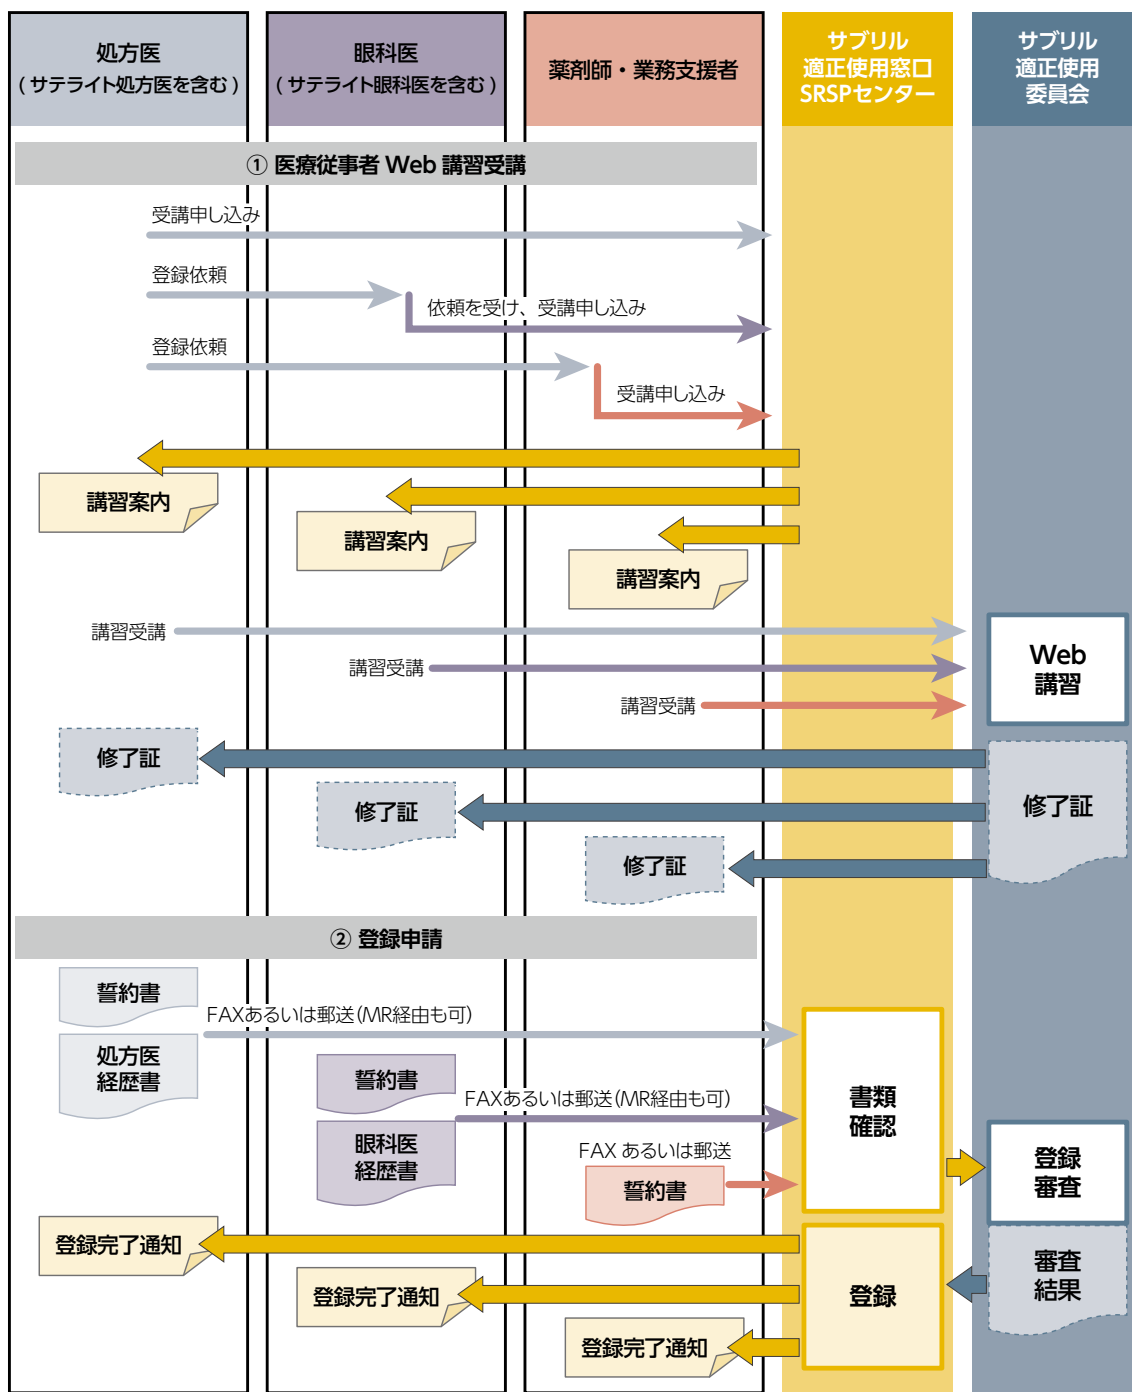 処方医
(サテライト処方医を含む)
眼科医
(サテライト眼科医を含む)
薬剤師・業務支援者
サブリル
適正使用窓口
SRSPセンター
サブリル
適正使用
委員会
① 医療従事者 Web 講習受講
受講申し込み
登録依頼
依頼を受け、受講申し込み
登録依頼
受講申し込み
講習案内
講習案内
講習案内
講習受講
講習受講
講習受講
Web
講習
修了証
修了証
修了証
修了証
② 登録申請
誓約書
FAXあるいは郵送(MR経由も可)
処方医
経歴書
誓約書
FAXあるいは郵送(MR経由も可)
眼科医
経歴書
FAX あるいは郵送
誓約書
書類
確認
登録
審査
登録完了通知
登録完了通知
登録完了通知
登録
審査
結果